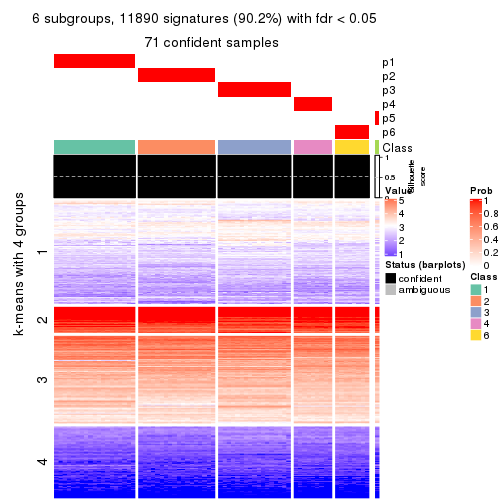 6 subgroups, 11890 signatures (90.2%) with fdr < 0.05
71 confident samples
p1
p2
p3
p4
p5
p6
Class
1
0.5
0
Silhouette
score
k-means with 4 groups
1
2
3
4
Value
5
4
3
2
1
Status (barplots)
confident
ambiguous
Prob
1
0.8
0.6
0.4
0.2
0
Class
1
2
3
4
6